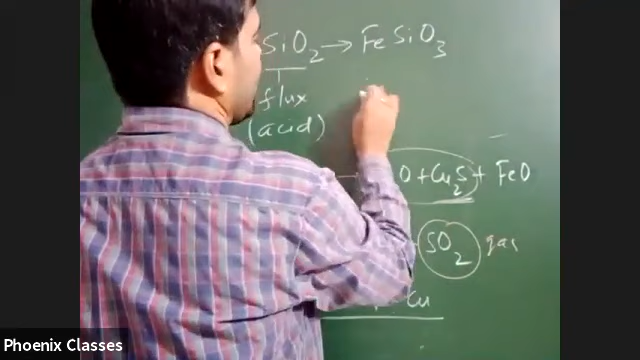 SiO2 → FeSiO3
flux
(acid)
O + Cu2S + FeO
SO2 gas
Cu
Phoenix Classes